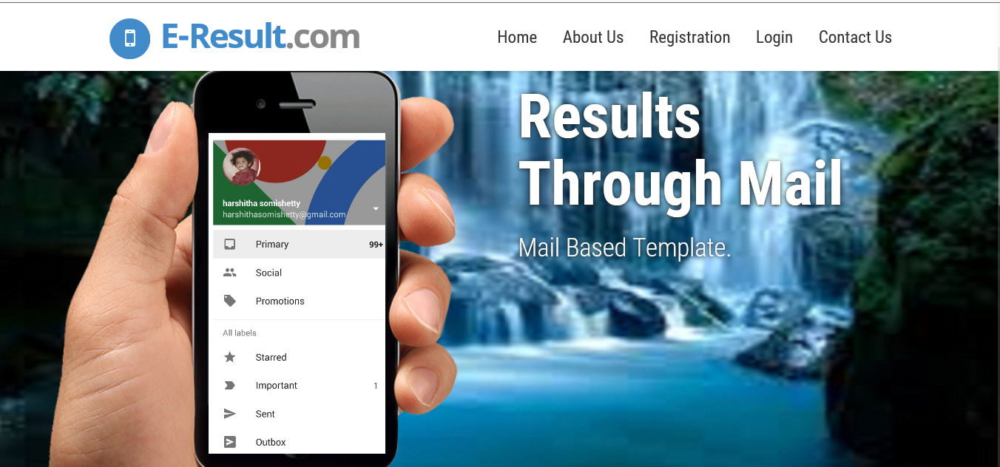 E-Result.com
Home About Us Registration Login Contact Us
Results
Through Mail
Mail Based Template.
harshitha somishetty
harshithasomishetty@gmail.com
Primary 99+
Social
Promotions
All labels
Starred
Important 1
Sent
Outbox